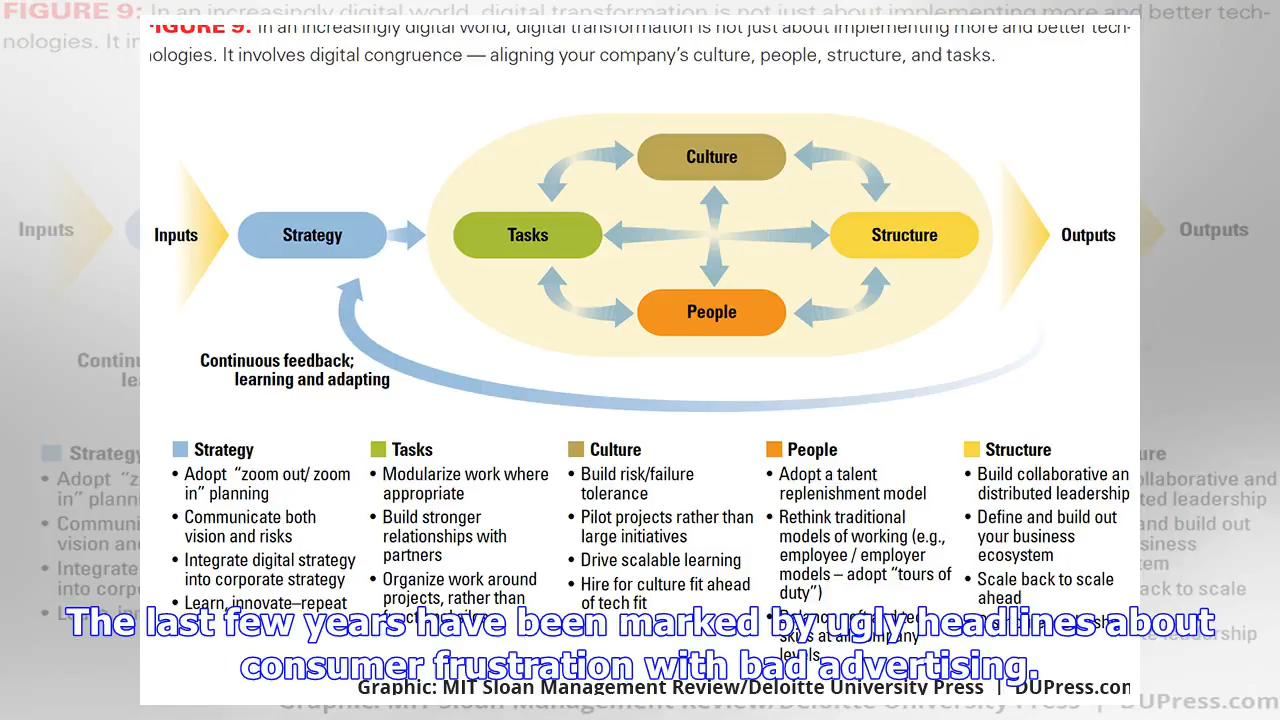 FIGURE 9: In an increasingly digital world, digital transformation is not just about implementing more and better tech-
nologies. It involves digital congruence — aligning your company's culture, people, structure, and tasks.
Culture
Inputs
Strategy
Tasks
Structure
Outputs
People
Continuous feedback;
learning and adapting
Strategy
• Adopt "zoom out/ zoom
in" planning
• Communicate both
vision and risks
• Integrate digital strategy
into corporate strategy
• Learn, innovate–repeat
Tasks
• Modularize work where
appropriate
• Build stronger
relationships with
partners
• Organize work around
projects, rather than
Culture
• Build risk/failure
tolerance
• Pilot projects rather than
large initiatives
• Drive scalable learning
• Hire for culture fit ahead
of tech fit
People
• Adopt a talent
replenishment model
• Rethink traditional
models of working (e.g.,
employee / employer
models – adopt "tours of
duty")
skills at all
levels
Structure
• Build collaborative an
distributed leadership
• Define and build out
your business
ecosystem
• Scale back to scale
ahead
The last few years have been marked by ugly headlines about
consumer frustration with bad advertising.
Graphic: MIT Sloan Management Review/Deloitte University Press | DUPress.com